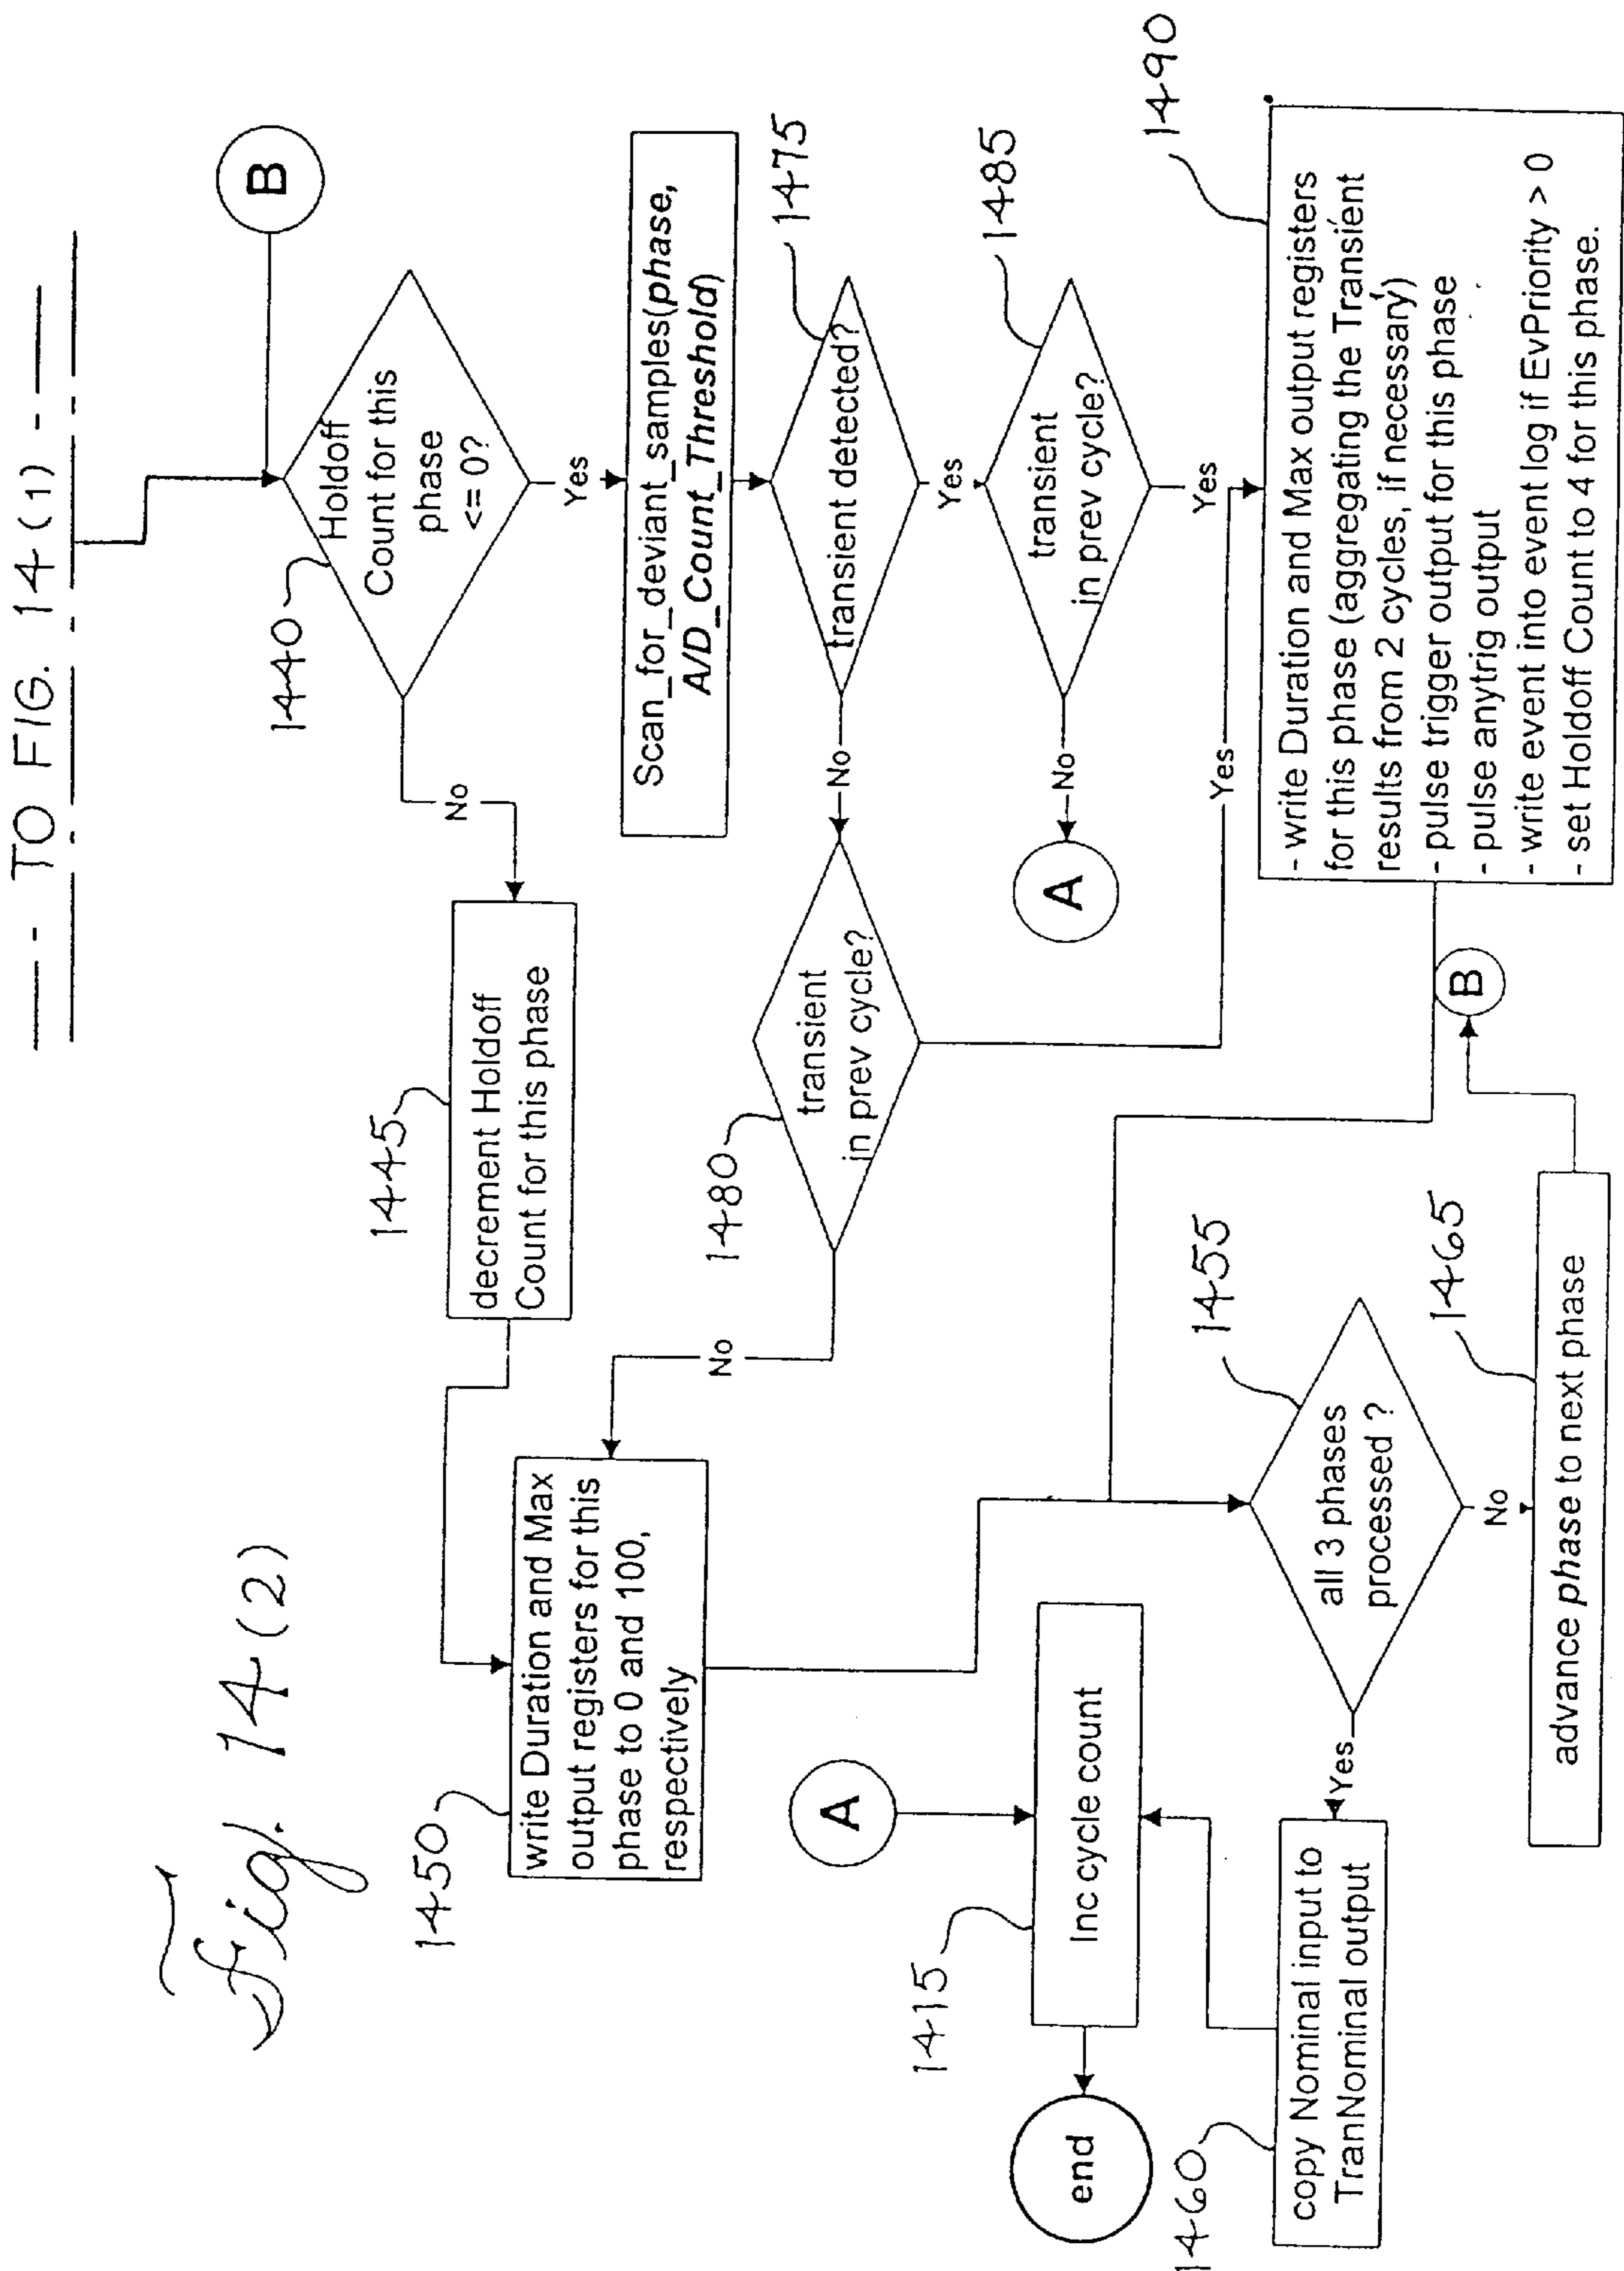 TO FIG. 14(1)
B
1440
Holdoff
Count for this
phase
<= 0?
No
Yes
1445
decrement Holdoff
Count for this phase
Scan_for_deviant_samples(phase,
A/D_Count_Threshold)
1475
transient detected?
No
Yes
1480
transient
in prev cycle?
No
Yes
1485
transient
in prev cycle?
No
Yes
A
1490
- write Duration and Max output registers
for this phase (aggregating the Transient
results from 2 cycles, if necessary)
- pulse trigger output for this phase
- pulse anytrig output
- write event into event log if EvPriority > 0
- set Holdoff Count to 4 for this phase.
Fig. 14(2)
1450
write Duration and Max
output registers for this
phase to 0 and 100,
respectively
A
1415
Inc cycle count
end
1455
all 3 phases
processed ?
Yes
No
1460
copy Nominal input to
TranNominal output
1465
advance phase to next phase
B